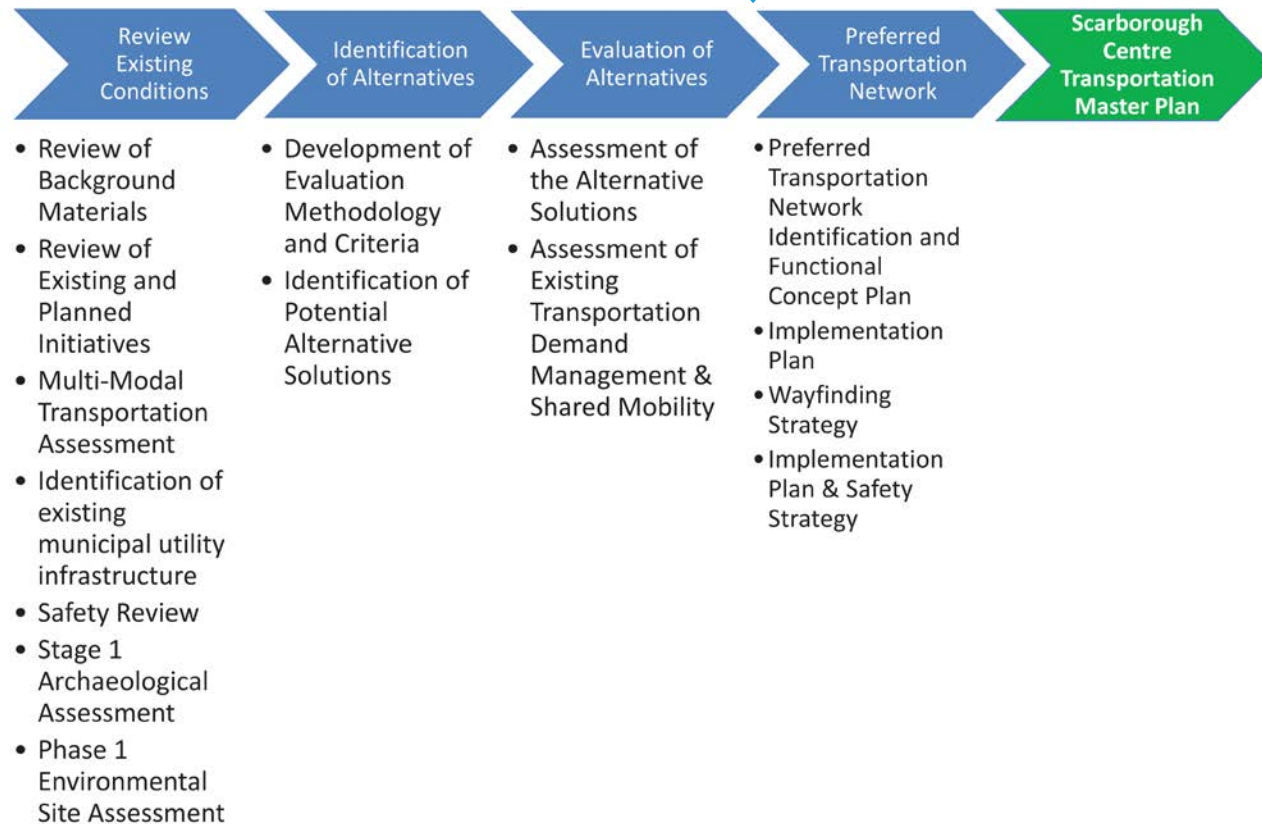 Review
Existing
Conditions
Identification
of Alternatives
Evaluation of
Alternatives
Preferred
Transportation
Network
Scarborough
Centre
Transportation
Master Plan
• Review of
Background
Materials
• Review of
Existing and
Planned
Initiatives
• Multi-Modal
Transportation
Assessment
• Identification of
existing
municipal utility
infrastructure
• Safety Review
• Stage 1
Archaeological
Assessment
• Phase 1
Environmental
Site Assessment
• Development of
Evaluation
Methodology
and Criteria
• Identification of
Potential
Alternative
Solutions
• Assessment of
the Alternative
Solutions
• Assessment of
Existing
Transportation
Demand
Management &
Shared Mobility
• Preferred
Transportation
Network
Identification and
Functional
Concept Plan
• Implementation
Plan
• Wayfinding
Strategy
• Implementation
Plan & Safety
Strategy